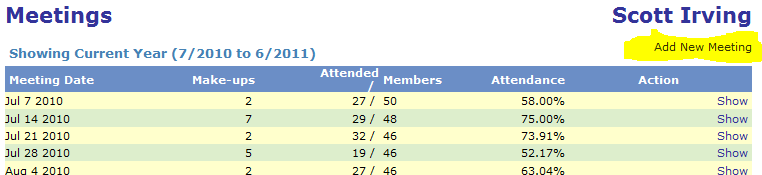 Meetings Scott Irving
Add New Meeting
Showing Current Year (7/2010 to 6/2011)
Meeting Date Make-ups Attended / Members Attendance Action
Jul 7 2010 2 27 / 50 58.00% Show
Jul 14 2010 7 29 / 48 75.00% Show
Jul 21 2010 2 32 / 46 73.91% Show
Jul 28 2010 5 19 / 46 52.17% Show
Aug 4 2010 2 27 / 46 63.04% Show